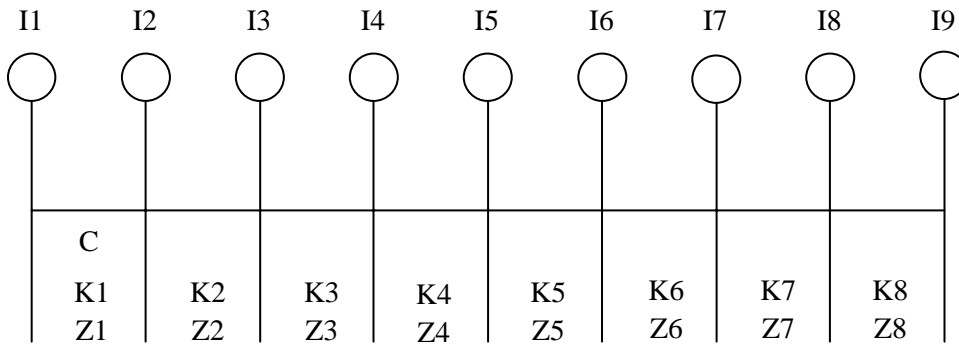 I1 I2 I3 I4 I5 I6 I7 I8 I9
C
K1 K2 K3 K4 K5 K6 K7 K8
Z1 Z2 Z3 Z4 Z5 Z6 Z7 Z8